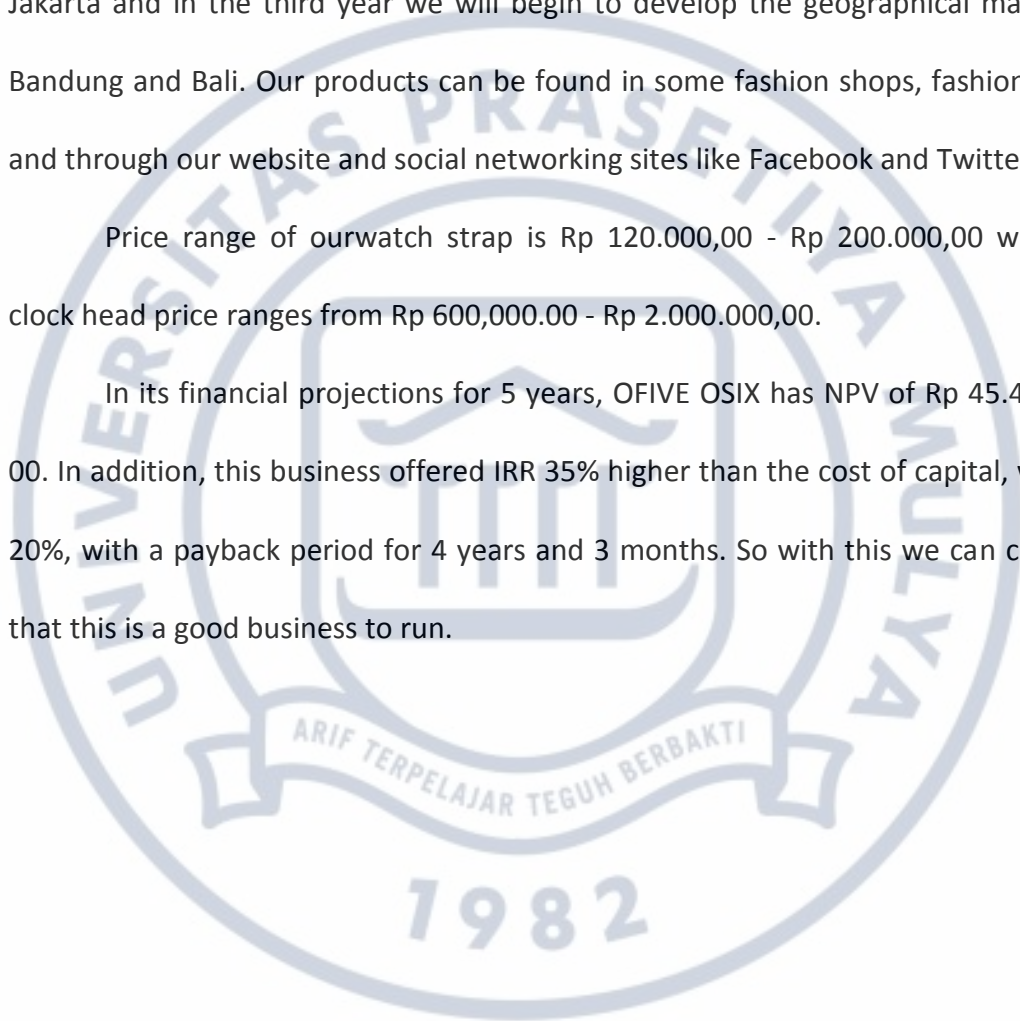 Jakarta and in the third year we will begin to develop the geographical
Bandung and Bali. Our products can be found in some fashion shops, fashion
and through our website and social networking sites like Facebook and
Price range of ourwatch strap is Rp 120.000,00 - Rp 200.000,00
clock head price ranges from Rp 600,000.00 - Rp 2.000.000,00.
In its financial projections for 5 years, OFIVE OSIX has NPV of Rp 45.4
00. In addition, this business offered IRR 35% higher than the cost of capital,
20%, with a payback period for 4 years and 3 months. So with this we can
that this is a good business to run.
UNIVERSITAS PRASETIYA MULYA
ARIF TERPELAJAR TEGUH BERBAKTI
1982